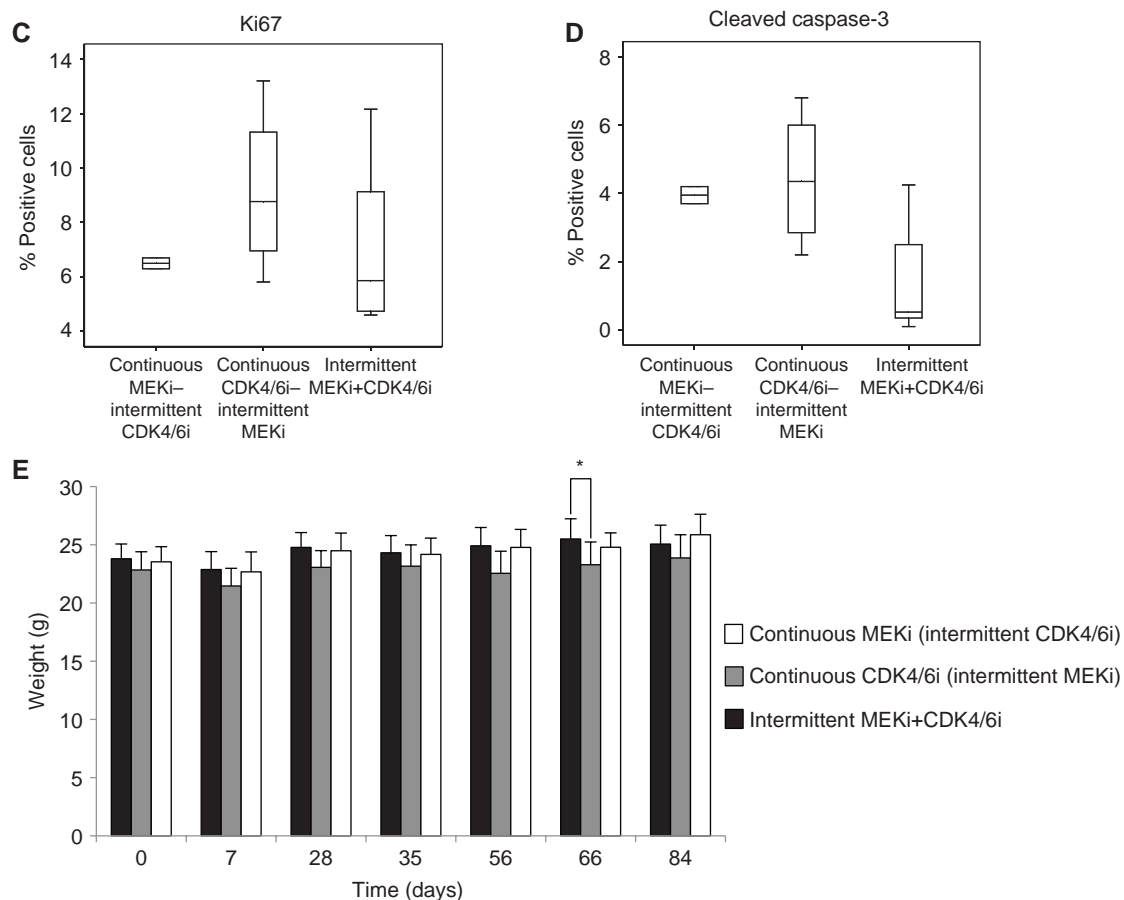 C
Ki67
% Positive cells
14
12
10
8
6
4
Continuous
MEKi–
intermittent
CDK4/6i
Continuous
CDK4/6i–
intermittent
MEKi
Intermittent
MEKi+CDK4/6i
D
Cleaved caspase-3
% Positive cells
8
6
4
2
0
Continuous
MEKi–
intermittent
CDK4/6i
Continuous
CDK4/6i–
intermittent
MEKi
Intermittent
MEKi+CDK4/6i
E
Weight (g)
30
25
20
15
10
5
0
*
0 7 28 35 56 66 84
Time (days)
Continuous MEKi (intermittent CDK4/6i)
Continuous CDK4/6i (intermittent MEKi)
Intermittent MEKi+CDK4/6i